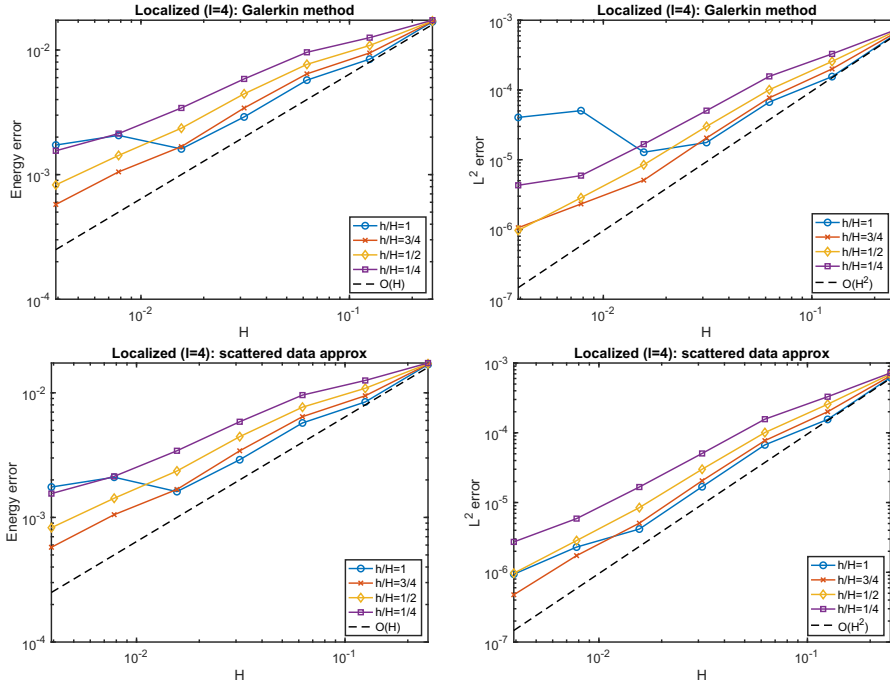 Localized (l=4): Galerkin method
Energy error
10^-2
10^-3
10^-4
10^-2
10^-1
H
h/H=1
h/H=3/4
h/H=1/2
h/H=1/4
O(H)
Localized (l=4): Galerkin method
L^2 error
10^-3
10^-4
10^-5
10^-6
10^-7
10^-2
10^-1
H
h/H=1
h/H=3/4
h/H=1/2
h/H=1/4
O(H^2)
Localized (l=4): scattered data approx
Energy error
10^-2
10^-3
10^-4
10^-2
10^-1
H
h/H=1
h/H=3/4
h/H=1/2
h/H=1/4
O(H)
Localized (l=4): scattered data approx
L^2 error
10^-3
10^-4
10^-5
10^-6
10^-7
10^-2
10^-1
H
h/H=1
h/H=3/4
h/H=1/2
h/H=1/4
O(H^2)